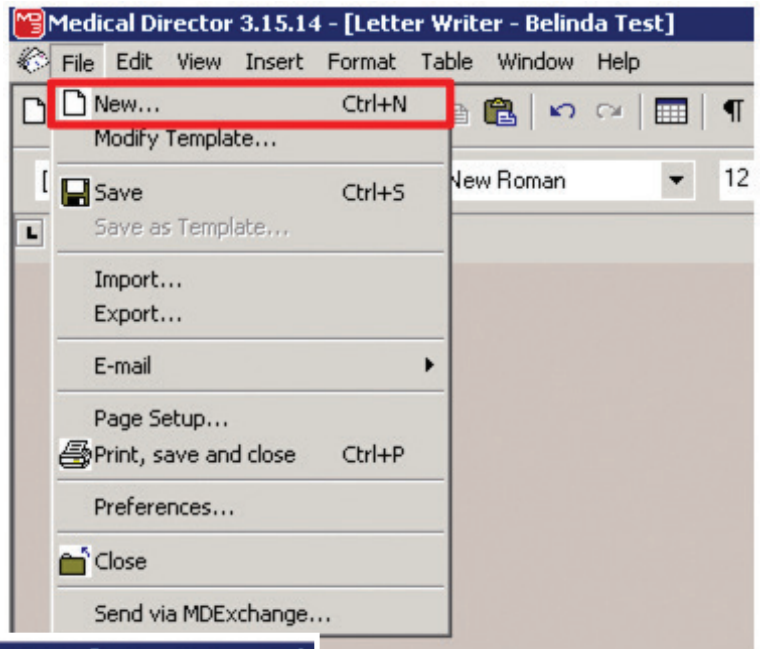 Medical Director 3.15.14 - [Letter Writer - Belinda Test]
File Edit View Insert Format Table Window Help
New... Ctrl+N
Modify Template...
New Roman 12
Save Ctrl+S
Save as Template...
Import...
Export...
E-mail
Page Setup...
Print, save and close Ctrl+P
Preferences...
Close
Send via MDExchange...